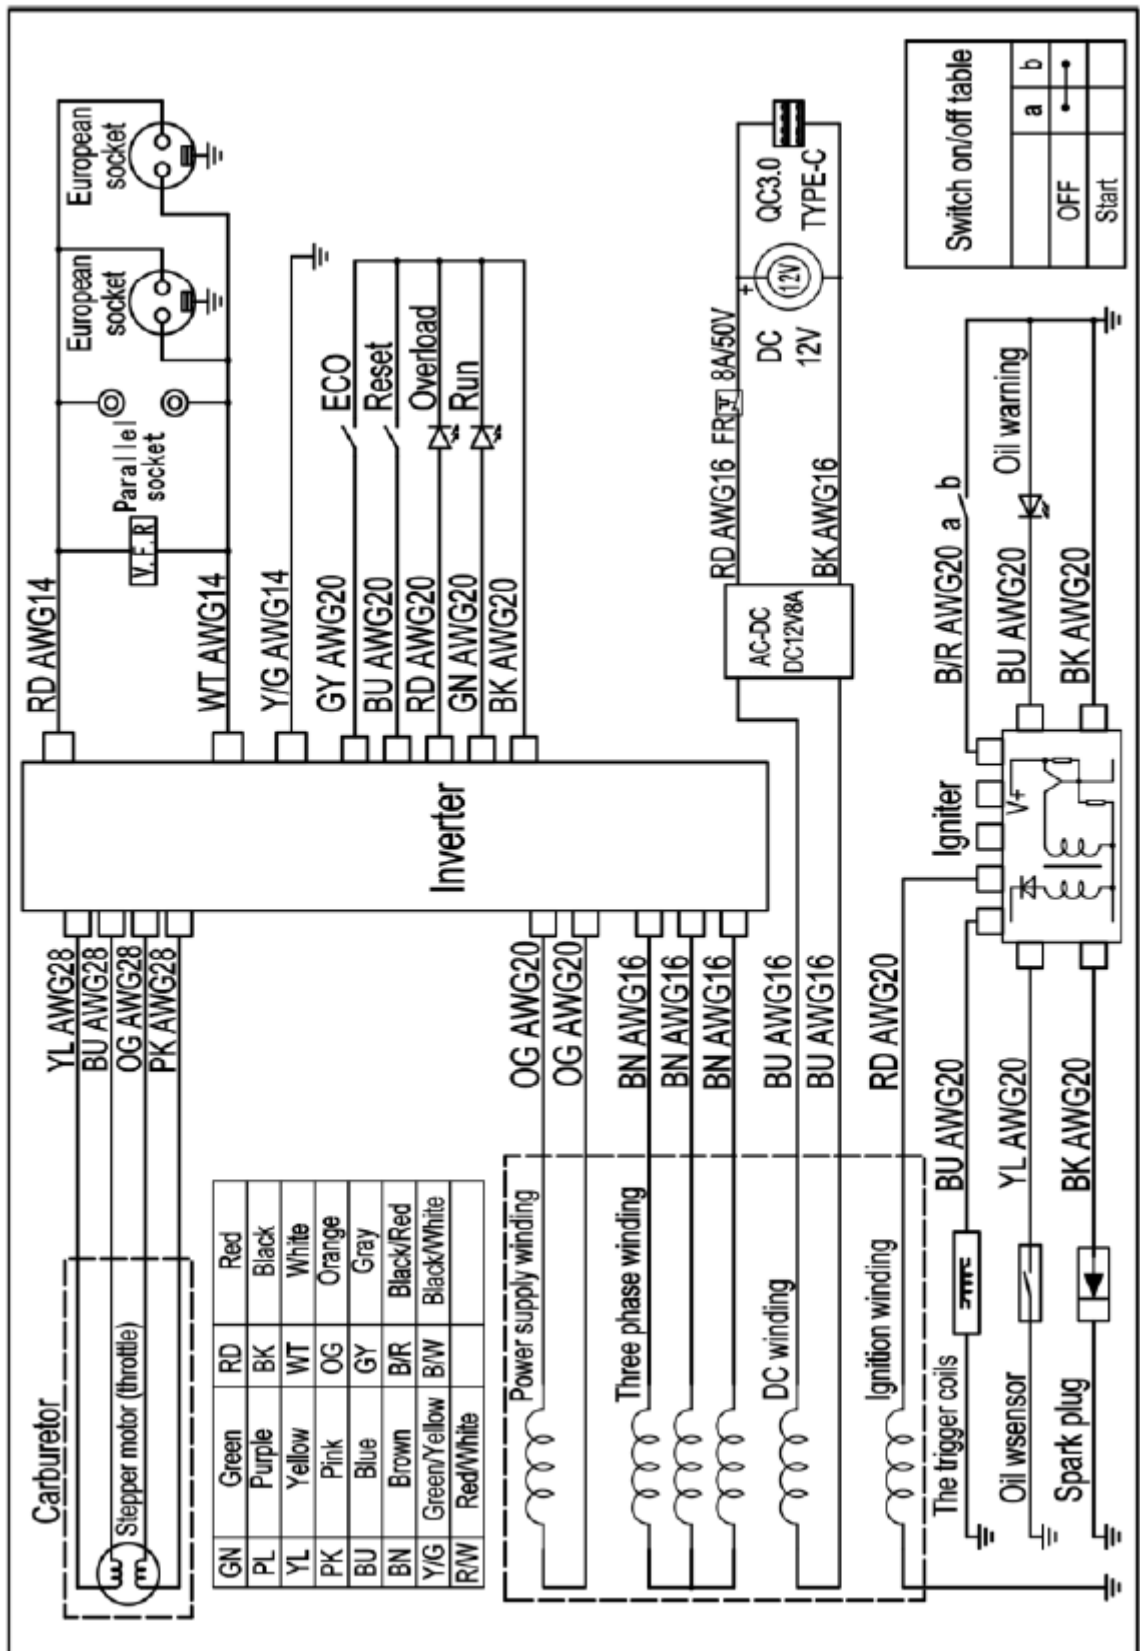 Carburetor
Stepper motor (throttle)
YL AWG28
BU AWG28
OG AWG28
PK AWG28
Inverter
RD AWG14
WT AWG14
Y/G AWG14
GY AWG20
BU AWG20
RD AWG20
GN AWG20
BK AWG20
V.F.R
Parallel
socket
European
socket
European
socket
ECO
Reset
Overload
Run
GN Green RD Red
PL Purple BK Black
YL Yellow WT White
PK Pink OG Orange
BU Blue GY Gray
BN Brown B/R Black/Red
Y/G Green/Yellow B/W Black/White
R/W Red/White
Power supply winding
OG AWG20
OG AWG20
Three phase winding
BN AWG16
BN AWG16
BN AWG16
DC winding
BU AWG16
BU AWG16
AC-DC
DC12V8A
RD AWG16 FR 8A/50V
BK AWG16
DC
12V
+
12V
QC3.0
TYPE-C
Ignition winding
RD AWG20
The trigger coils
BU AWG20
Oil wsensor
YL AWG20
Spark plug
BK AWG20
Igniter
V+
B/R AWG20 a b
BU AWG20
Oil warning
BK AWG20
Switch on/off table
a b
OFF
Start